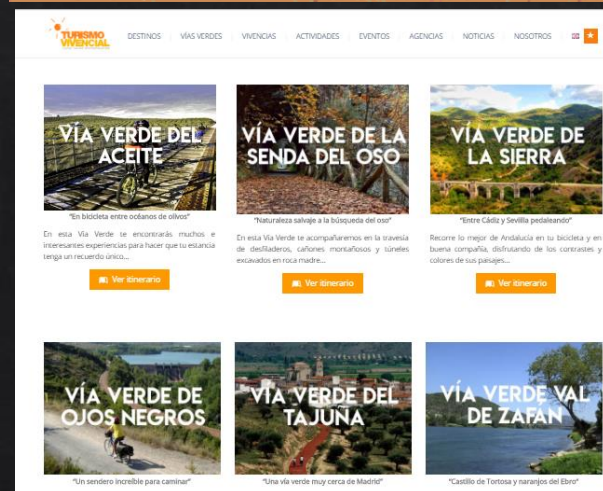 TURISMO
VIVENCIAL
DESTINOS VÍAS VERDES VIVENCIAS ACTIVIDADES EVENTOS AGENCIAS NOTICIAS NOSOTROS
VÍA VERDE DEL
ACEITE
"En bicicleta entre océanos de olivos"
En esta Vía Verde te encontrarás muchos e
interesantes experiencias para hacer que tu estancia
tenga un recuerdo único...
Ver itinerario
VÍA VERDE DE LA
SENDA DEL OSO
"Naturaleza salvaje a la búsqueda del oso"
En esta Vía Verde te acompañaremos en la travesía
de desfiladeros, cañones montañosos y túneles
excavados en roca madre...
Ver itinerario
VÍA VERDE DE
LA SIERRA
"Entre Cádiz y Sevilla pedaleando"
Recorre lo mejor de Andalucía en tu bicicleta y en
buena compañía, disfrutando de los contrastes y
colores de sus paisajes...
Ver itinerario
VÍA VERDE DE
OJOS NEGROS
"Un sendero increíble para caminar"
VÍA VERDE DEL
TAJUÑA
"Una vía verde muy cerca de Madrid"
VÍA VERDE VAL
DE ZAFÁN
"Castillo de Tortosa y naranjos del Ebro"